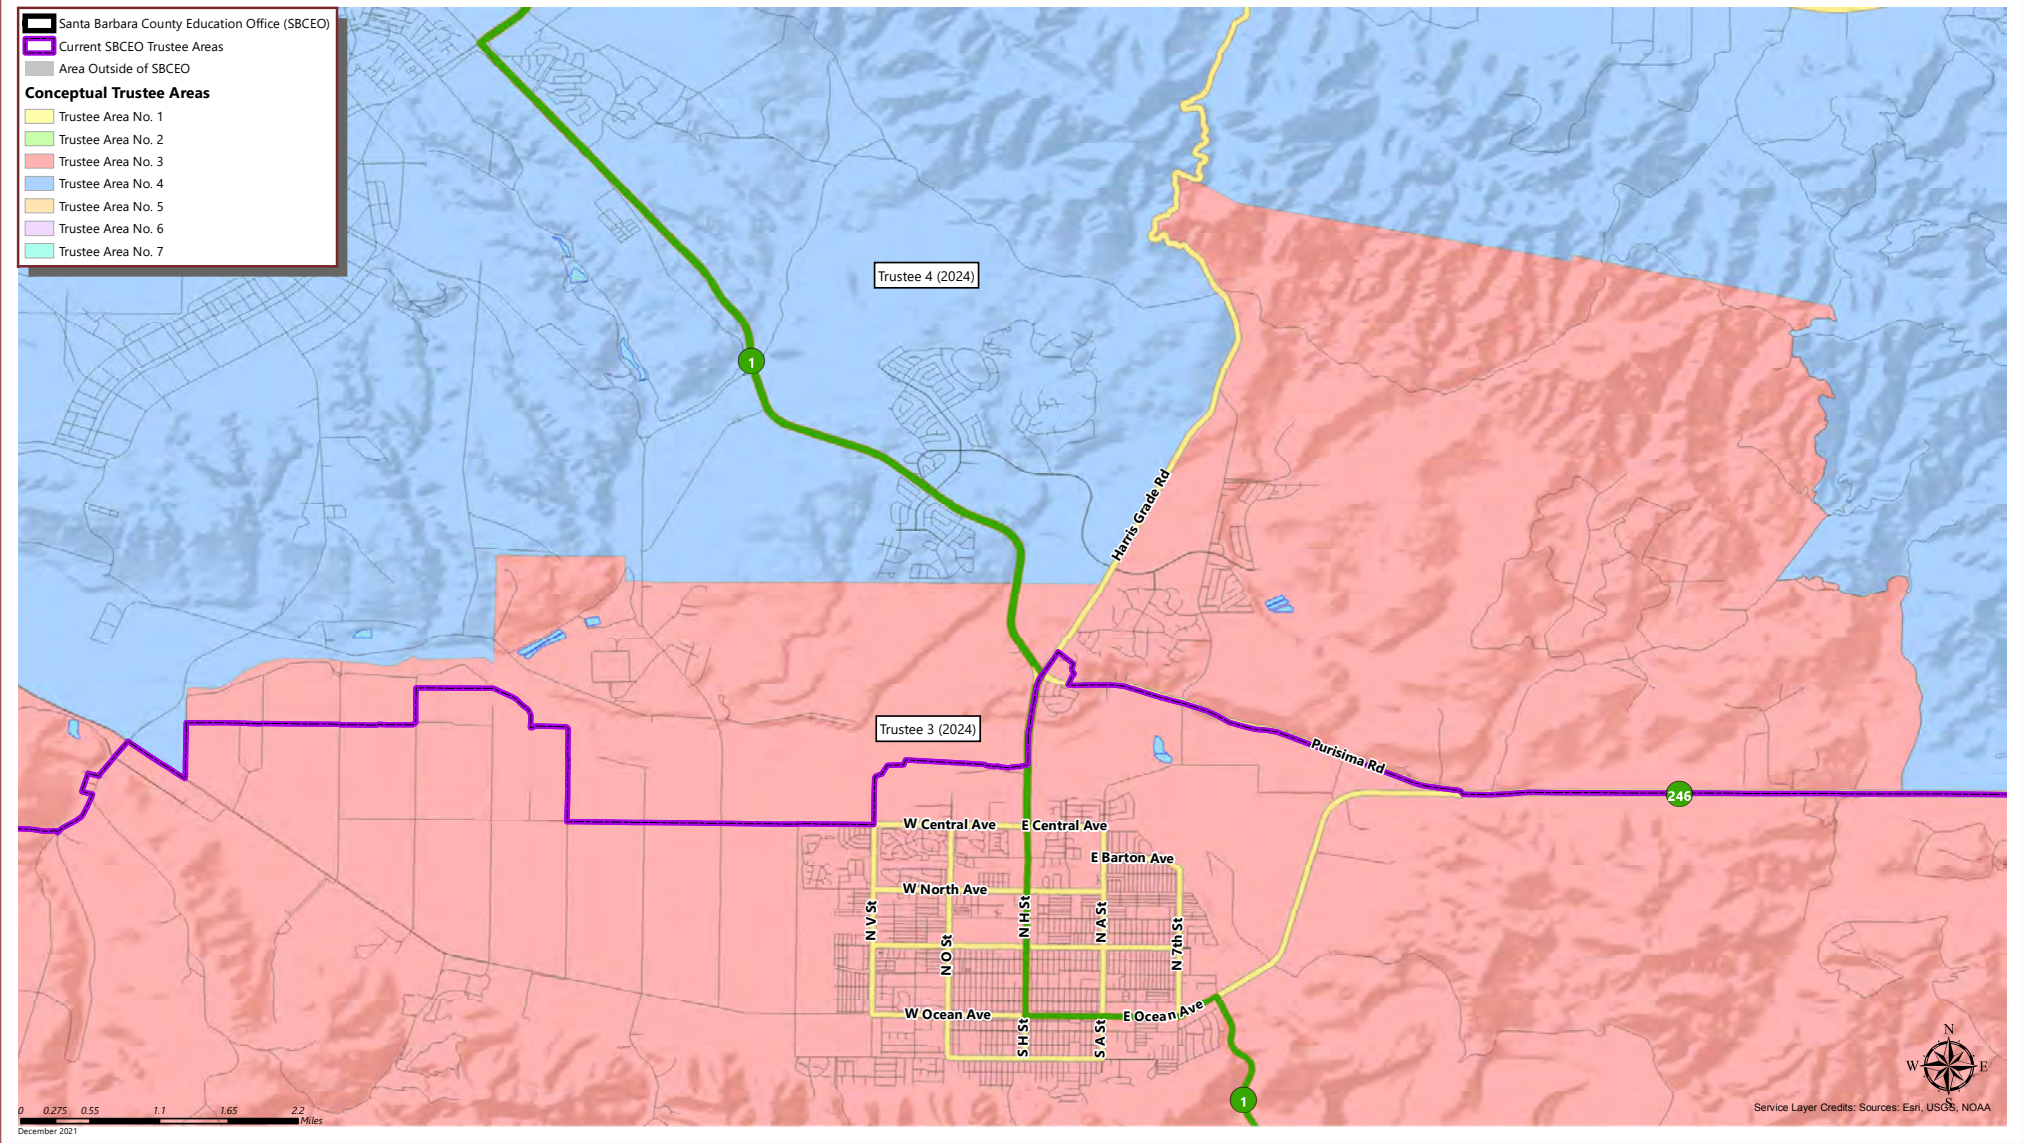 Santa Barbara County Education Office (SBCEO)
Current SBCEO Trustee Areas
Area Outside of SBCEO
Conceptual Trustee Areas
Trustee Area No. 1
Trustee Area No. 2
Trustee Area No. 3
Trustee Area No. 4
Trustee Area No. 5
Trustee Area No. 6
Trustee Area No. 7
Trustee 4 (2024)
1
Harris Grade Rd
Trustee 3 (2024)
Purisima Rd
246
W Central Ave
E Central Ave
E Barton Ave
W North Ave
N V St
N O St
N H St
N A St
N 7th St
W Ocean Ave
E Ocean Ave
S H St
S A St
1
N
W
E
S
0 0.275 0.55 1.1 1.65 2.2
Miles
December 2021
Service Layer Credits: Sources: Esri, USGS, NOAA